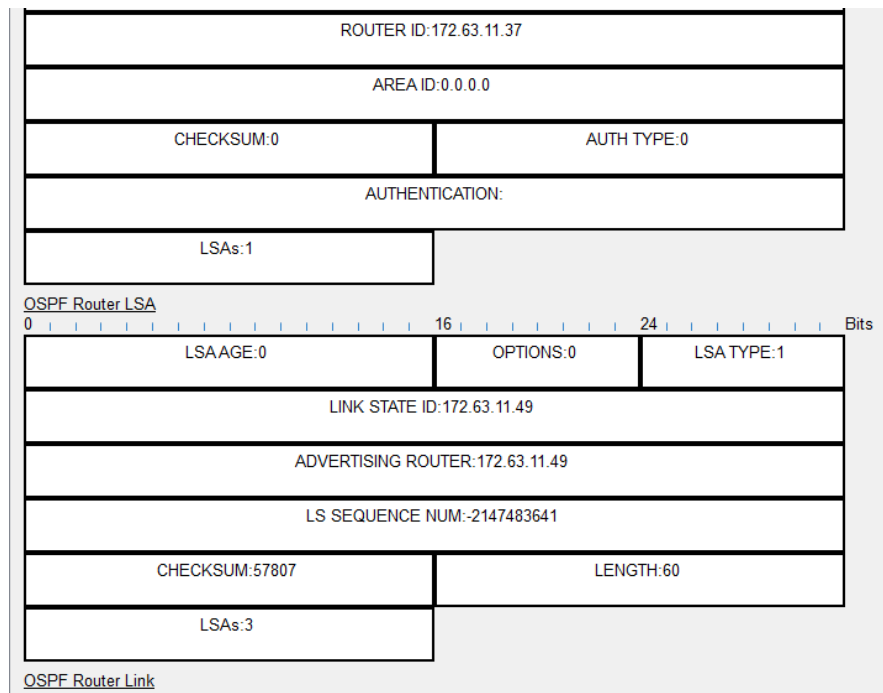 ROUTER ID:172.63.11.37
AREA ID:0.0.0.0
CHECKSUM:0 AUTH TYPE:0
AUTHENTICATION:
LSAs:1
OSPF Router LSA
0 16 24 Bits
LSA AGE:0 OPTIONS:0 LSA TYPE:1
LINK STATE ID:172.63.11.49
ADVERTISING ROUTER:172.63.11.49
LS SEQUENCE NUM:-2147483641
CHECKSUM:57807 LENGTH:60
LSAs:3
OSPF Router Link